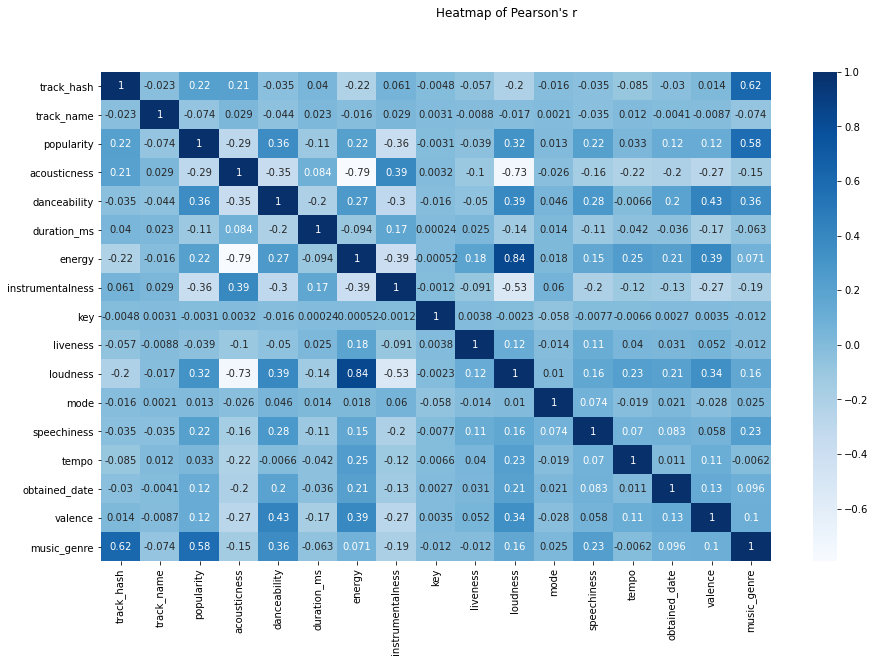 Heatmap of Pearson's r
track_hash 1 -0.023 0.22 0.21 -0.035 0.04 -0.22 0.061 -0.0048 -0.057 -0.2 -0.016 -0.035 -0.085 -0.03 0.014 0.62
track_name -0.023 1 -0.074 0.029 -0.044 0.023 -0.016 0.029 0.0031 -0.0088 -0.017 0.0021 -0.035 0.012 -0.0041 -0.0087 -0.074
popularity 0.22 -0.074 1 -0.29 0.36 -0.11 0.22 -0.36 -0.0031 -0.039 0.32 0.013 0.22 0.033 0.12 0.12 0.58
acousticness 0.21 0.029 -0.29 1 -0.35 0.084 -0.79 0.39 0.0032 -0.1 -0.73 -0.026 -0.16 -0.22 -0.2 -0.27 -0.15
danceability -0.035 -0.044 0.36 -0.35 1 -0.2 0.27 -0.3 -0.016 -0.05 0.39 0.046 0.28 -0.0066 0.2 0.43 0.36
duration_ms 0.04 0.023 -0.11 0.084 -0.2 1 -0.094 0.17 0.00024 0.025 -0.14 0.014 -0.11 -0.042 -0.036 -0.17 -0.063
energy -0.22 -0.016 0.22 -0.79 0.27 -0.094 1 -0.39 -0.00052 0.18 0.84 0.018 0.15 0.25 0.21 0.39 0.071
instrumentalness 0.061 0.029 -0.36 0.39 -0.3 0.17 -0.39 1 -0.0012 -0.091 -0.53 0.06 -0.2 -0.12 -0.13 -0.27 -0.19
key -0.0048 0.0031 -0.0031 0.0032 -0.016 0.00024 -0.00052 -0.0012 1 0.0038 -0.0023 -0.058 -0.0077 -0.0066 0.0027 0.0035 -0.012
liveness -0.057 -0.0088 -0.039 -0.1 -0.05 0.025 0.18 -0.091 0.0038 1 0.12 -0.014 0.11 0.04 0.031 0.052 -0.012
loudness -0.2 -0.017 0.32 -0.73 0.39 -0.14 0.84 -0.53 -0.0023 0.12 1 0.01 0.16 0.23 0.21 0.34 0.16
mode -0.016 0.0021 0.013 -0.026 0.046 0.014 0.018 0.06 -0.058 -0.014 0.01 1 0.074 -0.019 0.021 -0.028 0.025
speechiness -0.035 -0.035 0.22 -0.16 0.28 -0.11 0.15 -0.2 -0.0077 0.11 0.16 0.074 1 0.07 0.083 0.058 0.23
tempo -0.085 0.012 0.033 -0.22 -0.0066 -0.042 0.25 -0.12 -0.0066 0.04 0.23 -0.019 0.07 1 0.011 0.11 -0.0062
obtained_date -0.03 -0.0041 0.12 -0.2 0.2 -0.036 0.21 -0.13 0.0027 0.031 0.21 0.021 0.083 0.011 1 0.13 0.096
valence 0.014 -0.0087 0.12 -0.27 0.43 -0.17 0.39 -0.27 0.0035 0.052 0.34 -0.028 0.058 0.11 0.13 1 0.1
music_genre 0.62 -0.074 0.58 -0.15 0.36 -0.063 0.071 -0.19 -0.012 -0.012 0.16 0.025 0.23 -0.0062 0.096 0.1 1
track_hash track_name popularity acousticness danceability duration_ms energy instrumentalness key liveness loudness mode speechiness tempo obtained_date valence music_genre
1.0
0.8
0.6
0.4
0.2
0.0
−0.2
−0.4
−0.6